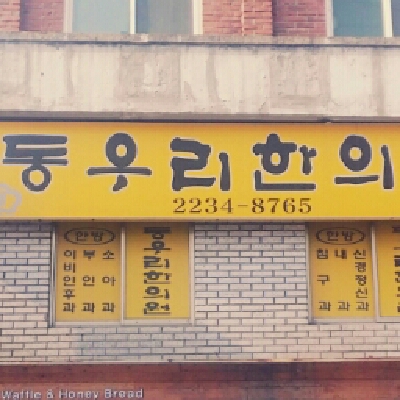 동우리한의
2234-8765
한방
이비인후과
부인과
소아과
동우리한의원
한방
침구과
내과
신경정신과
Waffle & Honey Bread